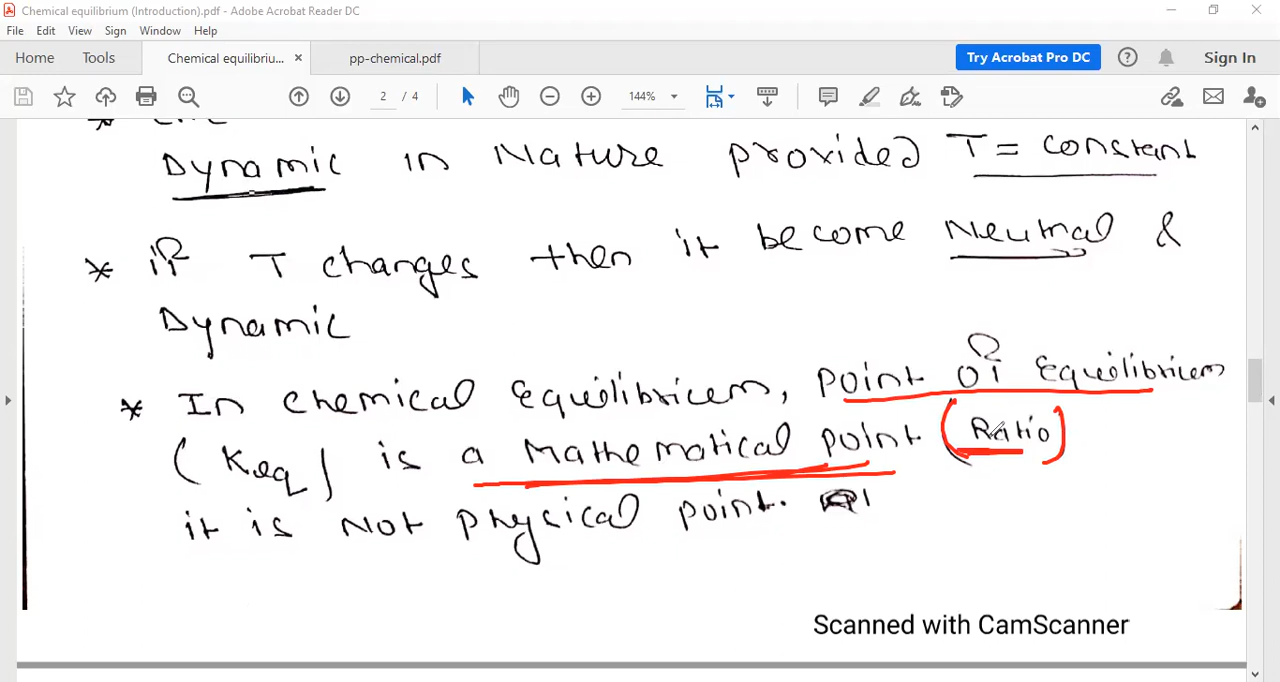 Chemical equilibrium (Introduction).pdf - Adobe Acrobat Reader DC
File Edit View Sign Window Help
Home Tools Chemical equilibriu... × pp-chemical.pdf Try Acrobat Pro DC Sign In
2 / 4 144%
*
Dynamic in Nature provided T = constant
* if T changes then it become Neutral &
Dynamic
* In chemical Equilibrium, point of Equilibrium
(Keq) is a Mathematical point (Ratio)
it is Not physical point.
Scanned with CamScanner